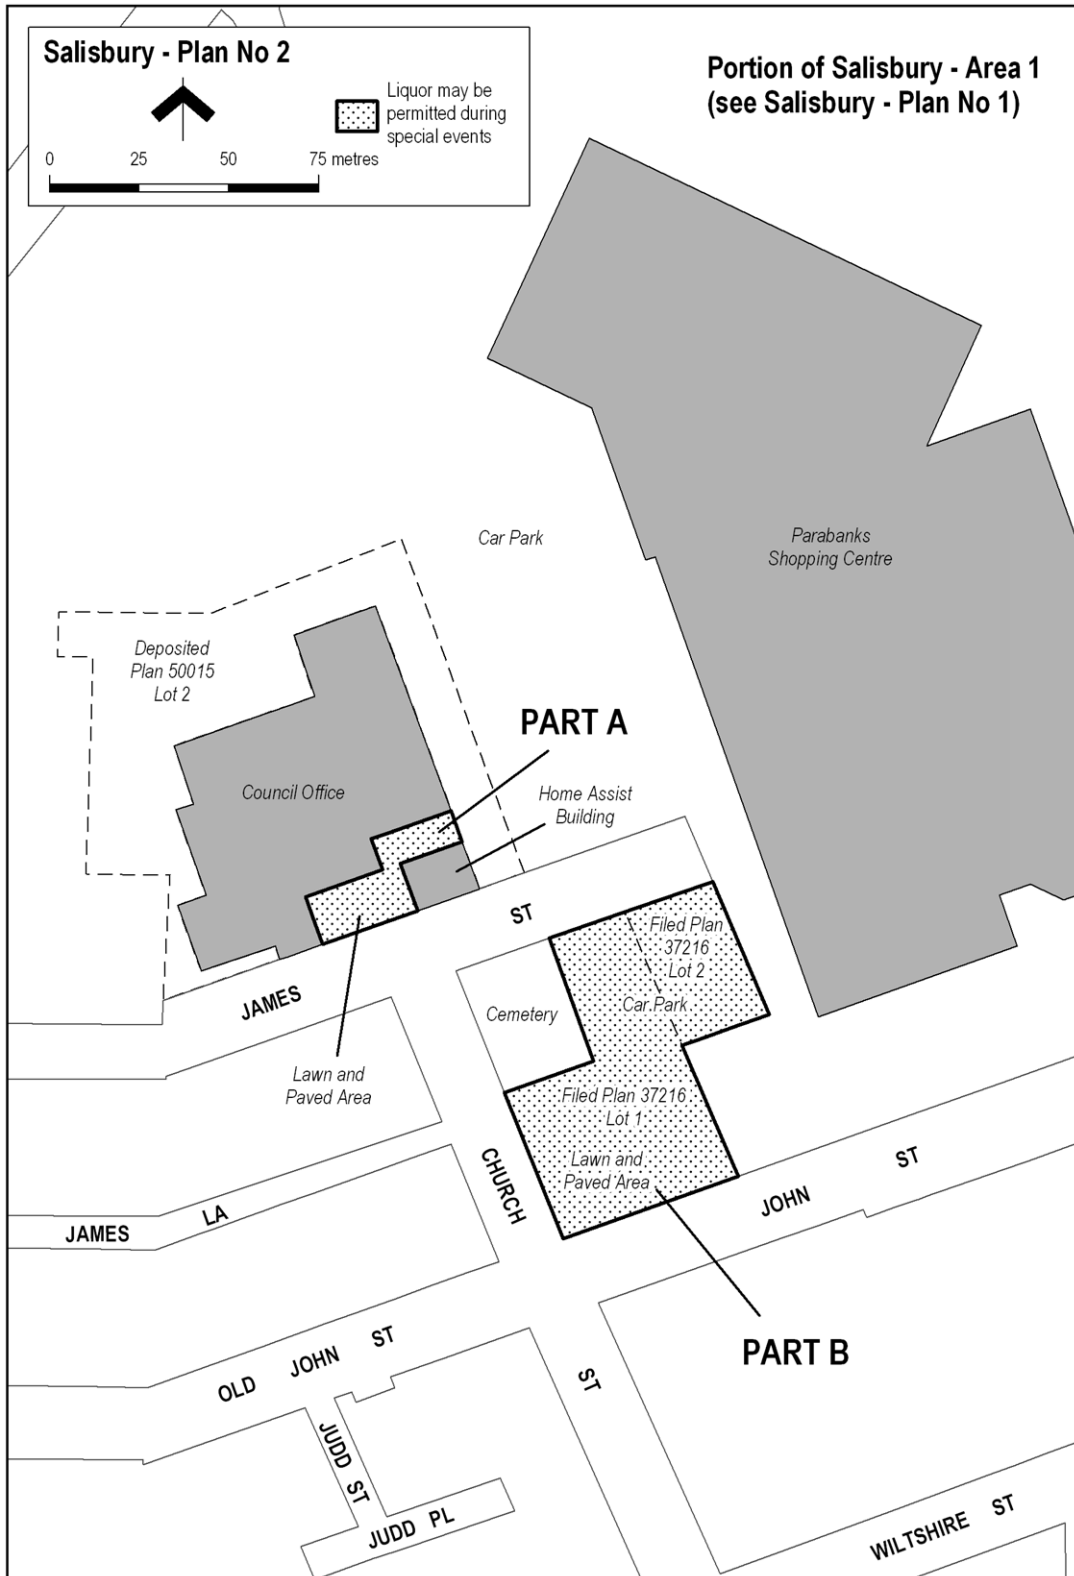 Salisbury - Plan No 2
Liquor may be
permitted during
special events
0 25 50 75 metres
Portion of Salisbury - Area 1
(see Salisbury - Plan No 1)
Car Park
Parabanks
Shopping Centre
Deposited
Plan 50015
Lot 2
PART A
Council Office
Home Assist
Building
JAMES ST
Filed Plan
37216
Lot 2
Car Park
Cemetery
Lawn and
Paved Area
Filed Plan 37216
Lot 1
Lawn and
Paved Area
CHURCH ST
JOHN ST
JAMES LA
PART B
OLD JOHN ST
JUDD ST
JUDD PL
WILTSHIRE ST